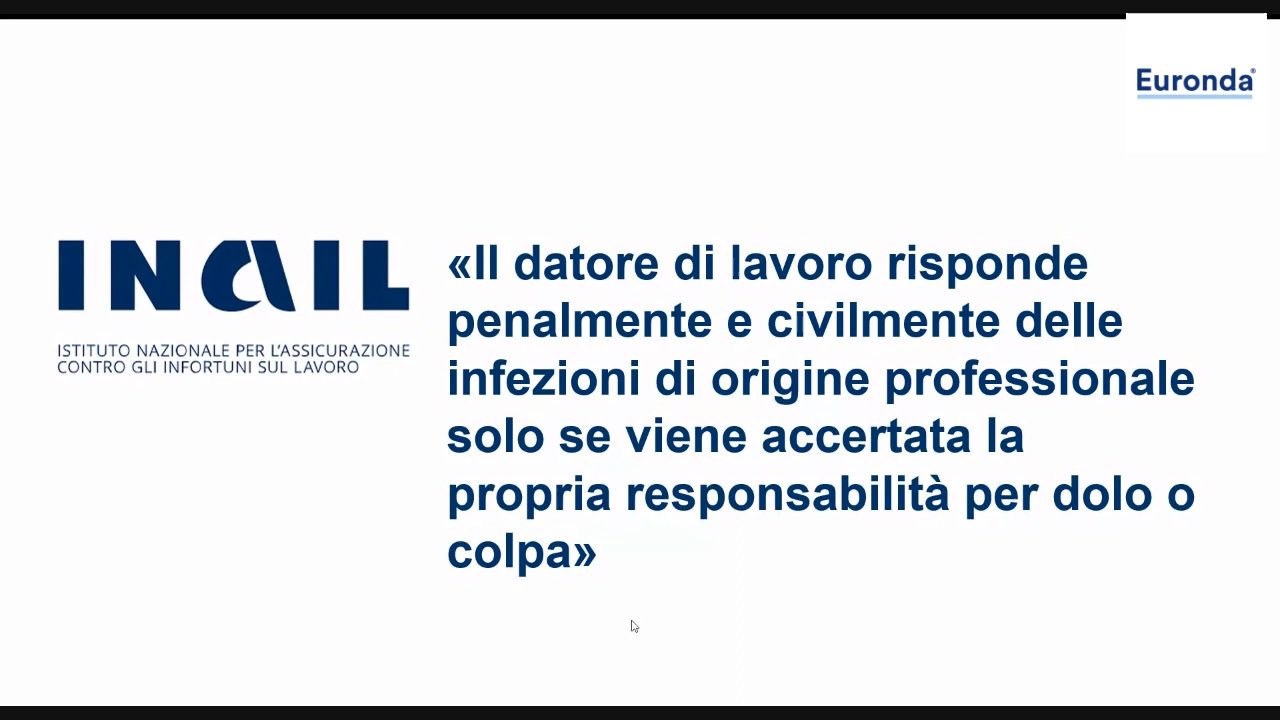 Euronda®
INAIL
ISTITUTO NAZIONALE PER L'ASSICURAZIONE
CONTRO GLI INFORTUNI SUL LAVORO
«Il datore di lavoro risponde
penalmente e civilmente delle
infezioni di origine professionale
solo se viene accertata la
propria responsabilità per dolo o
colpa»